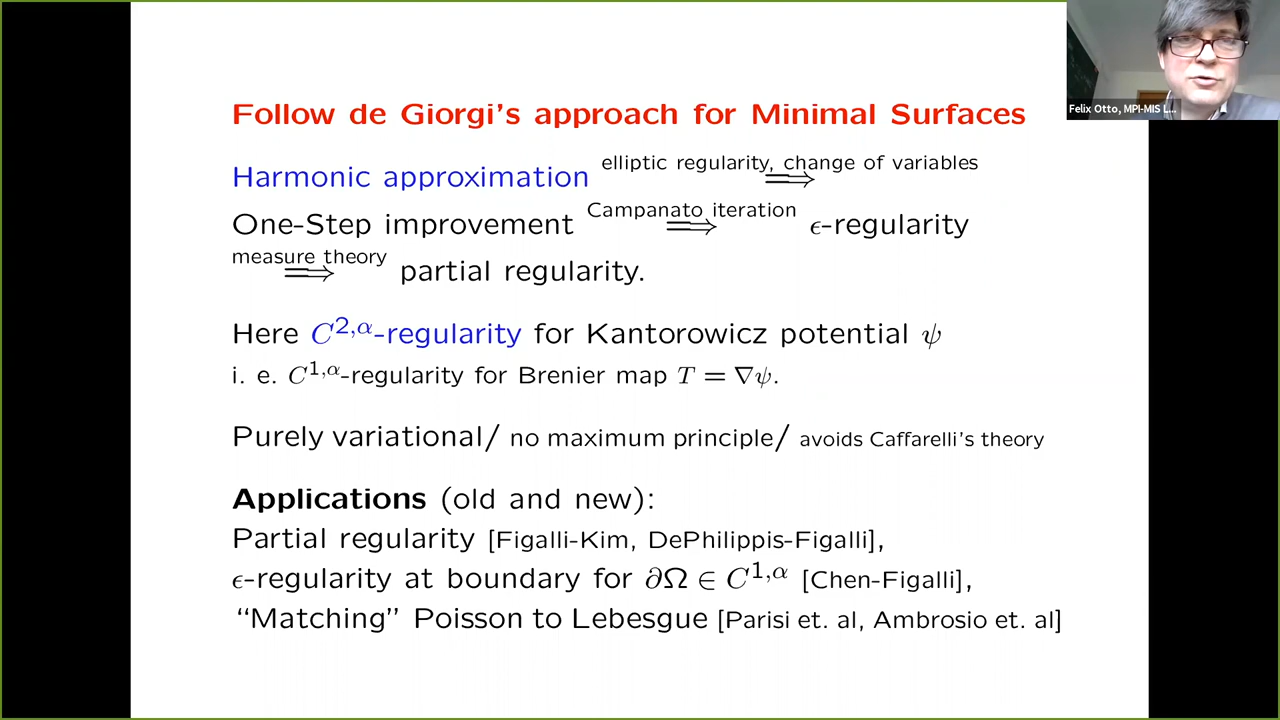 Follow de Giorgi's approach for Minimal Surfaces
Harmonic approximation elliptic regularity, change of variables ⟹
One-Step improvement Campanato iteration ⟹ ϵ-regularity
measure theory ⟹ partial regularity.
Here C^{2,α}-regularity for Kantorowicz potential ψ
i. e. C^{1,α}-regularity for Brenier map T = ∇ψ.
Purely variational/ no maximum principle/ avoids Caffarelli's theory
Applications (old and new):
Partial regularity [Figalli-Kim, DePhilippis-Figalli],
ϵ-regularity at boundary for ∂Ω ∈ C^{1,α} [Chen-Figalli],
“Matching” Poisson to Lebesgue [Parisi et. al, Ambrosio et. al]
Felix Otto, MPI-MIS L...